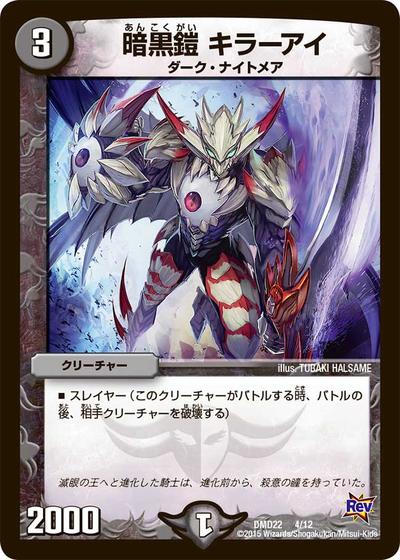 3
あんこくがい
暗黒鎧 キラーアイ
ダーク・ナイトメア
illus. TUBAKI HALSAME
クリーチャー
■ スレイヤー(このクリーチャーがバトルする時、バトルの
後、相手クリーチャーを破壊する)
滅眼の王へと進化した騎士は、進化前から、殺意の瞳を持っていた。
Rev
2000
1
DMD22 4/12
©2015 Wizards/Shogakukan/Mitsui-Kids